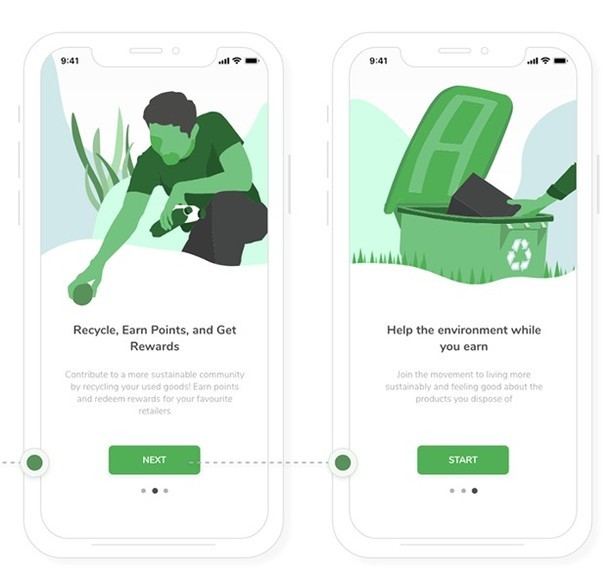 9:41
Recycle, Earn Points, and Get
Rewards
Contribute to a more sustainable community
by recycling your used goods! Earn points
and redeem rewards for your favourite
retailers
NEXT
9:41
Help the environment while
you earn
Join the movement to living more
sustainably and feeling good about the
products you dispose of
START